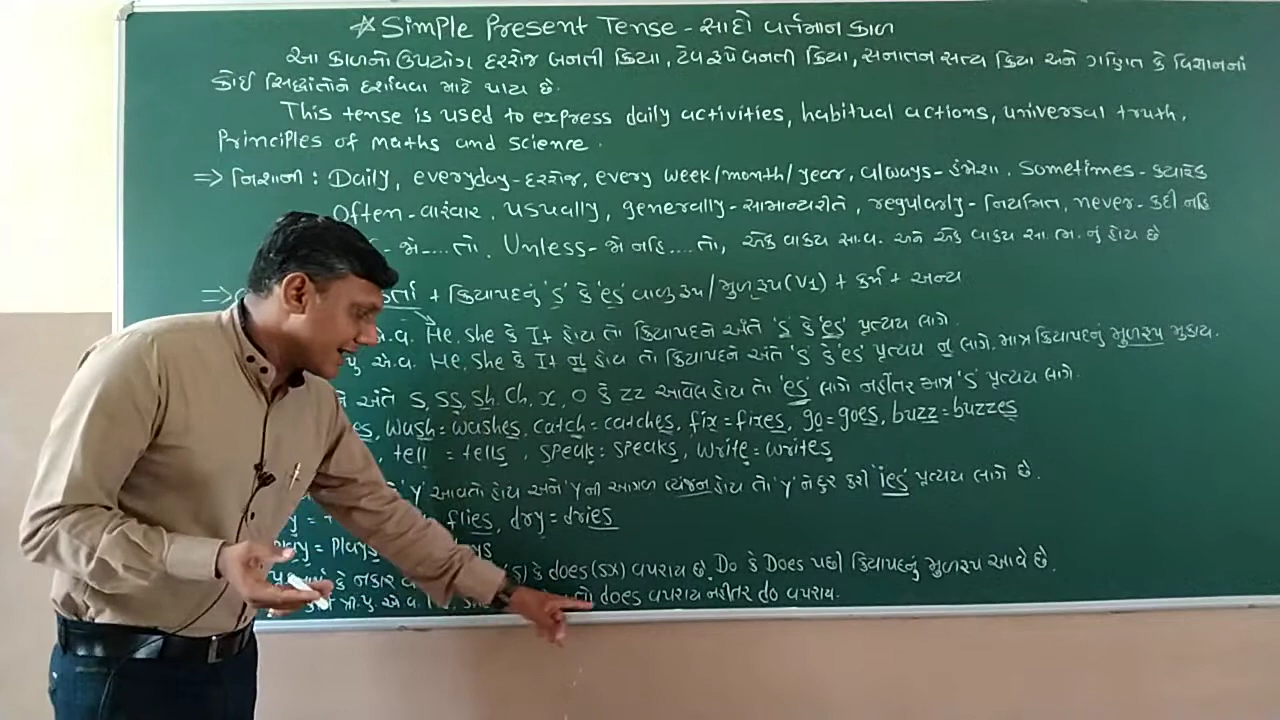 ☆ Simple Present Tense - સાદો વર્તમાન કાળ
આ કાળનો ઉપયોગ દરરોજ બનતી ક્રિયા, ટેવરૂપે બનતી ક્રિયા, સનાતન સત્ય ક્રિયા અને ગણિત કે વિજ્ઞાનનાં
કોઈ સિદ્ધાંતોને દર્શાવવા માટે થાય છે.
This tense is used to express daily activities, habitual actions, universal truth,
Principles of maths and science.
⇒ નિશાની : Daily, everyday - દરરોજ, every week/month/year, always - હંમેશા, Sometimes - ક્યારેક
Often - વારંવાર, Usually, generally - સામાન્યરીતે, regularly - નિયમિત, never - કદી નહિ
- જો....તો, Unless - જો નહિ....તો, એક વાક્ય સા.વ. અને એક વાક્ય સા.ભ. નું હોય છે
⇒ કર્તા + ક્રિયાપદનું 'S' કે 'es' વાળુ રૂપ/મુળરૂપ(V1) + કર્મ + અન્ય
એ.વ. He, She કે It હોય તો ક્રિયાપદને અંતે 'S' કે 'es' પ્રત્યય લાગે.
પુ. એ.વ. He, She કે It ન હોય તો ક્રિયાપદને અંતે 'S' કે 'es' પ્રત્યય ન લાગે. માત્ર ક્રિયાપદનું મુળરૂપ મુકાય.
ને અંતે S, SS, Sh, Ch, x, O કે ZZ આવેલ હોય તો 'es' લાગે નહીંતર માત્ર 'S' પ્રત્યય લાગે.
es, wash = washes, catch = catches, fix = fixes, go = goes, buzz = buzzes
, tell = tells, speak : speaks, write = writes
'y' આવતો હોય અને 'y' ની આગળ વ્યંજન હોય તો 'y' ને દુર કરી 'ies' પ્રત્યય લાગે છે.
y = flies, dry = dries
play = plays
કે નકાર does (SX) વપરાય છે. Do કે Does પછી ક્રિયાપદનું મુળરૂપ આવે છે.
ત્રી.પુ. એ.વ. તો does વપરાય નહીતર do વપરાય.